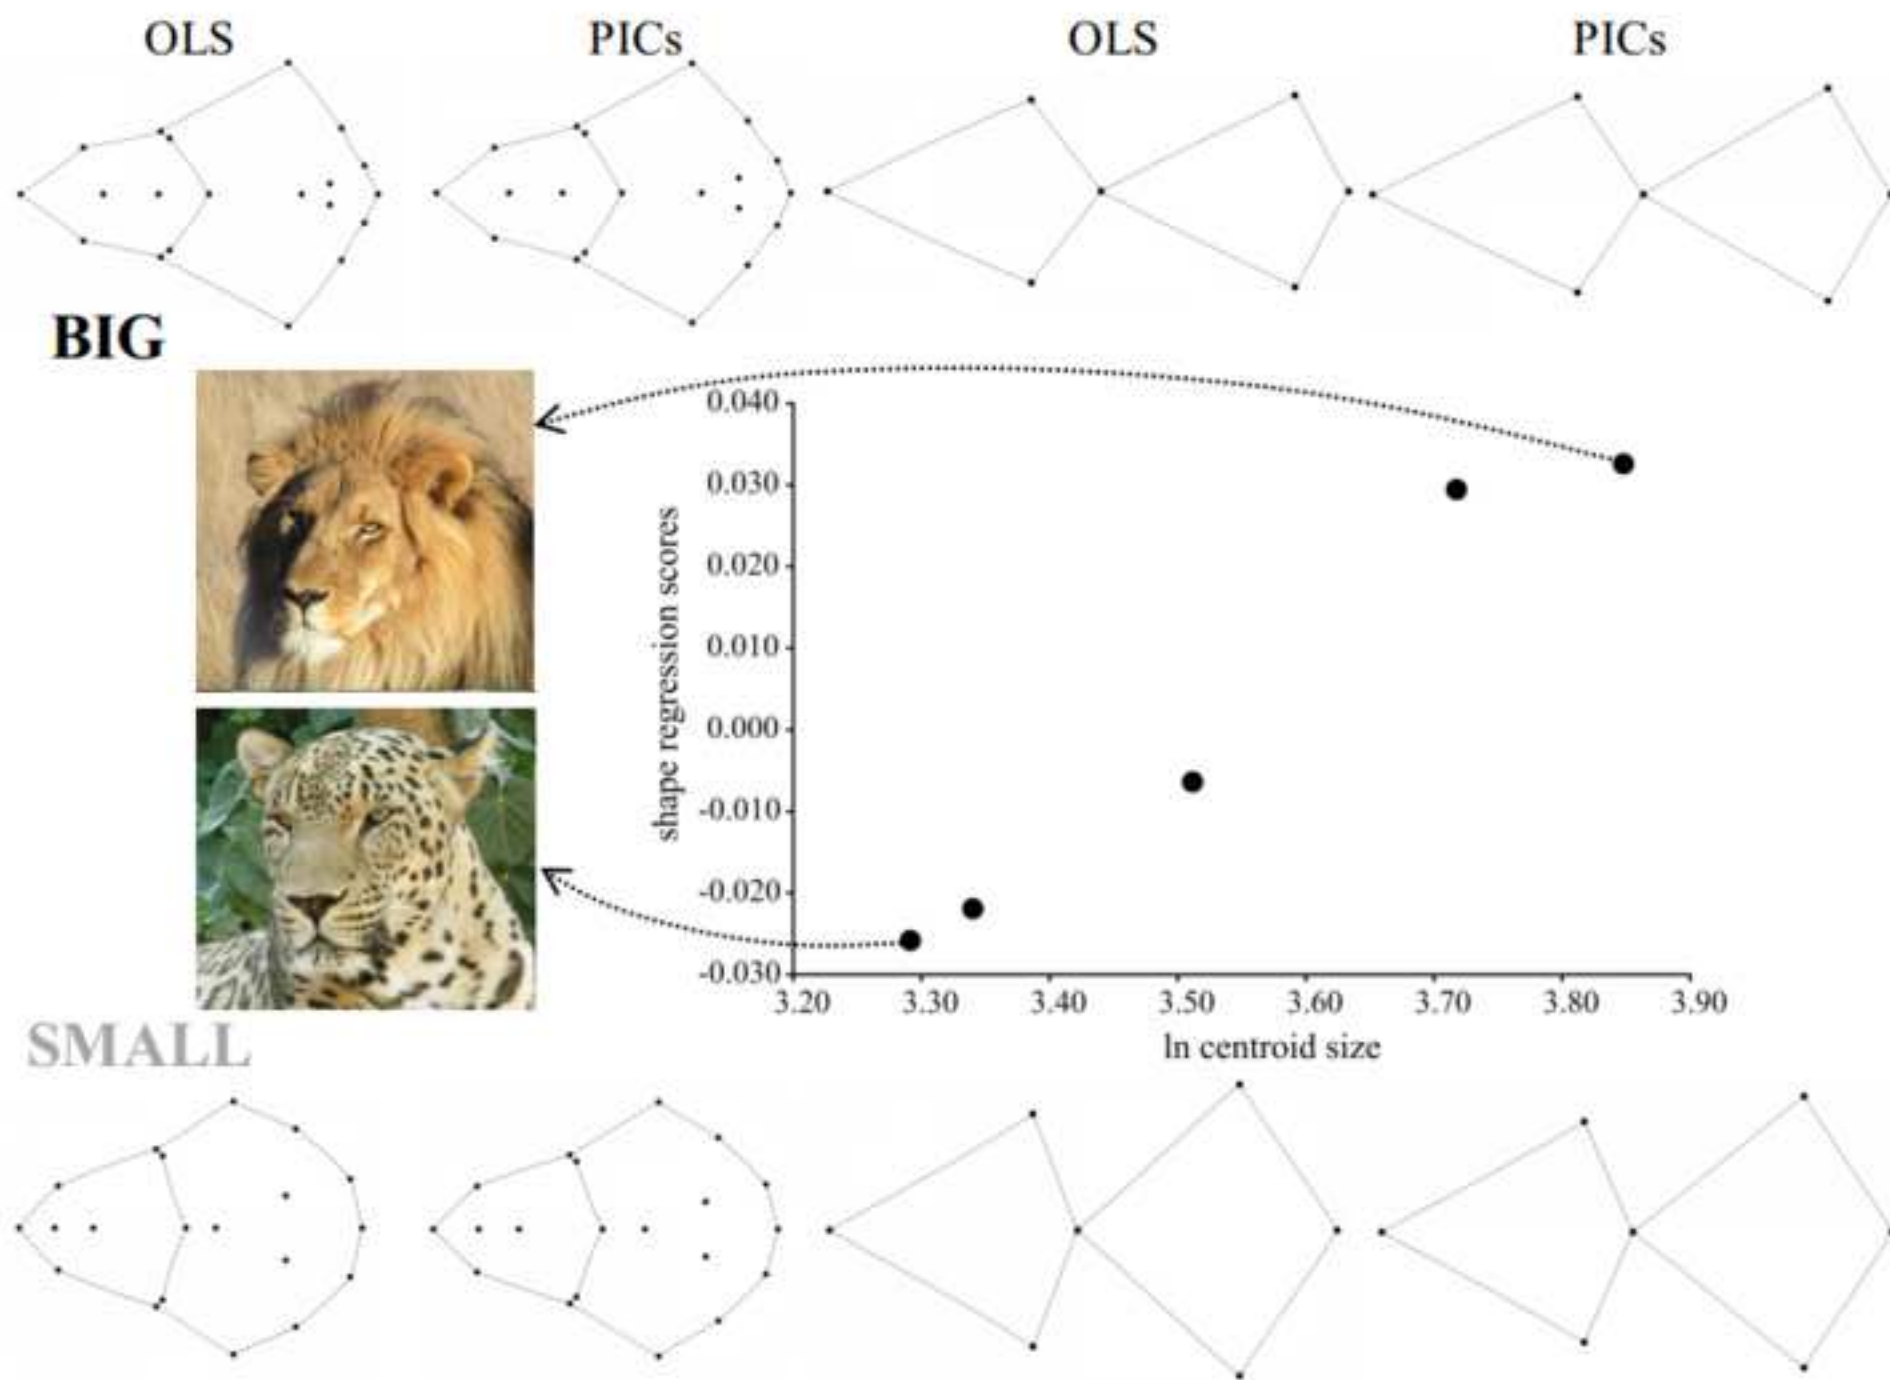 OLS PICs OLS PICs
BIG
0.040
0.030
0.020
0.010
0.000
-0.010
-0.020
-0.030
shape regression scores
3.20 3.30 3.40 3.50 3.60 3.70 3.80 3.90
ln centroid size
SMALL